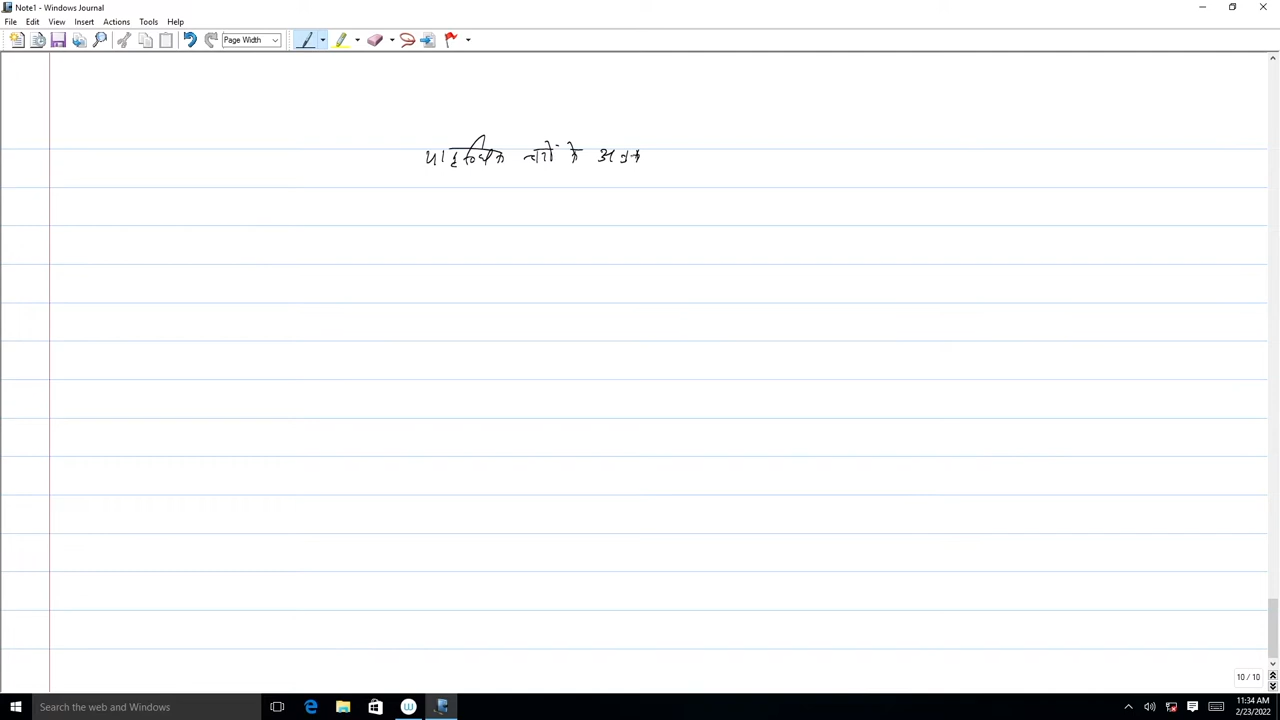 Note1 - Windows Journal
File Edit View Insert Actions Tools Help
Page Width
के
10 / 10
Search the web and Windows
11:34 AM
2/23/2022